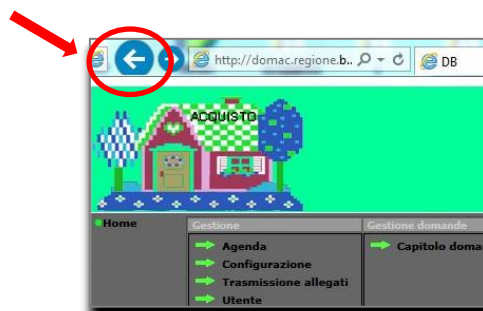 http://domac.regione.b.. DB
ACQUISTO
Home Gestione Gestione domande
Agenda Capitolo doma
Configurazione
Trasmissione allegati
Utente